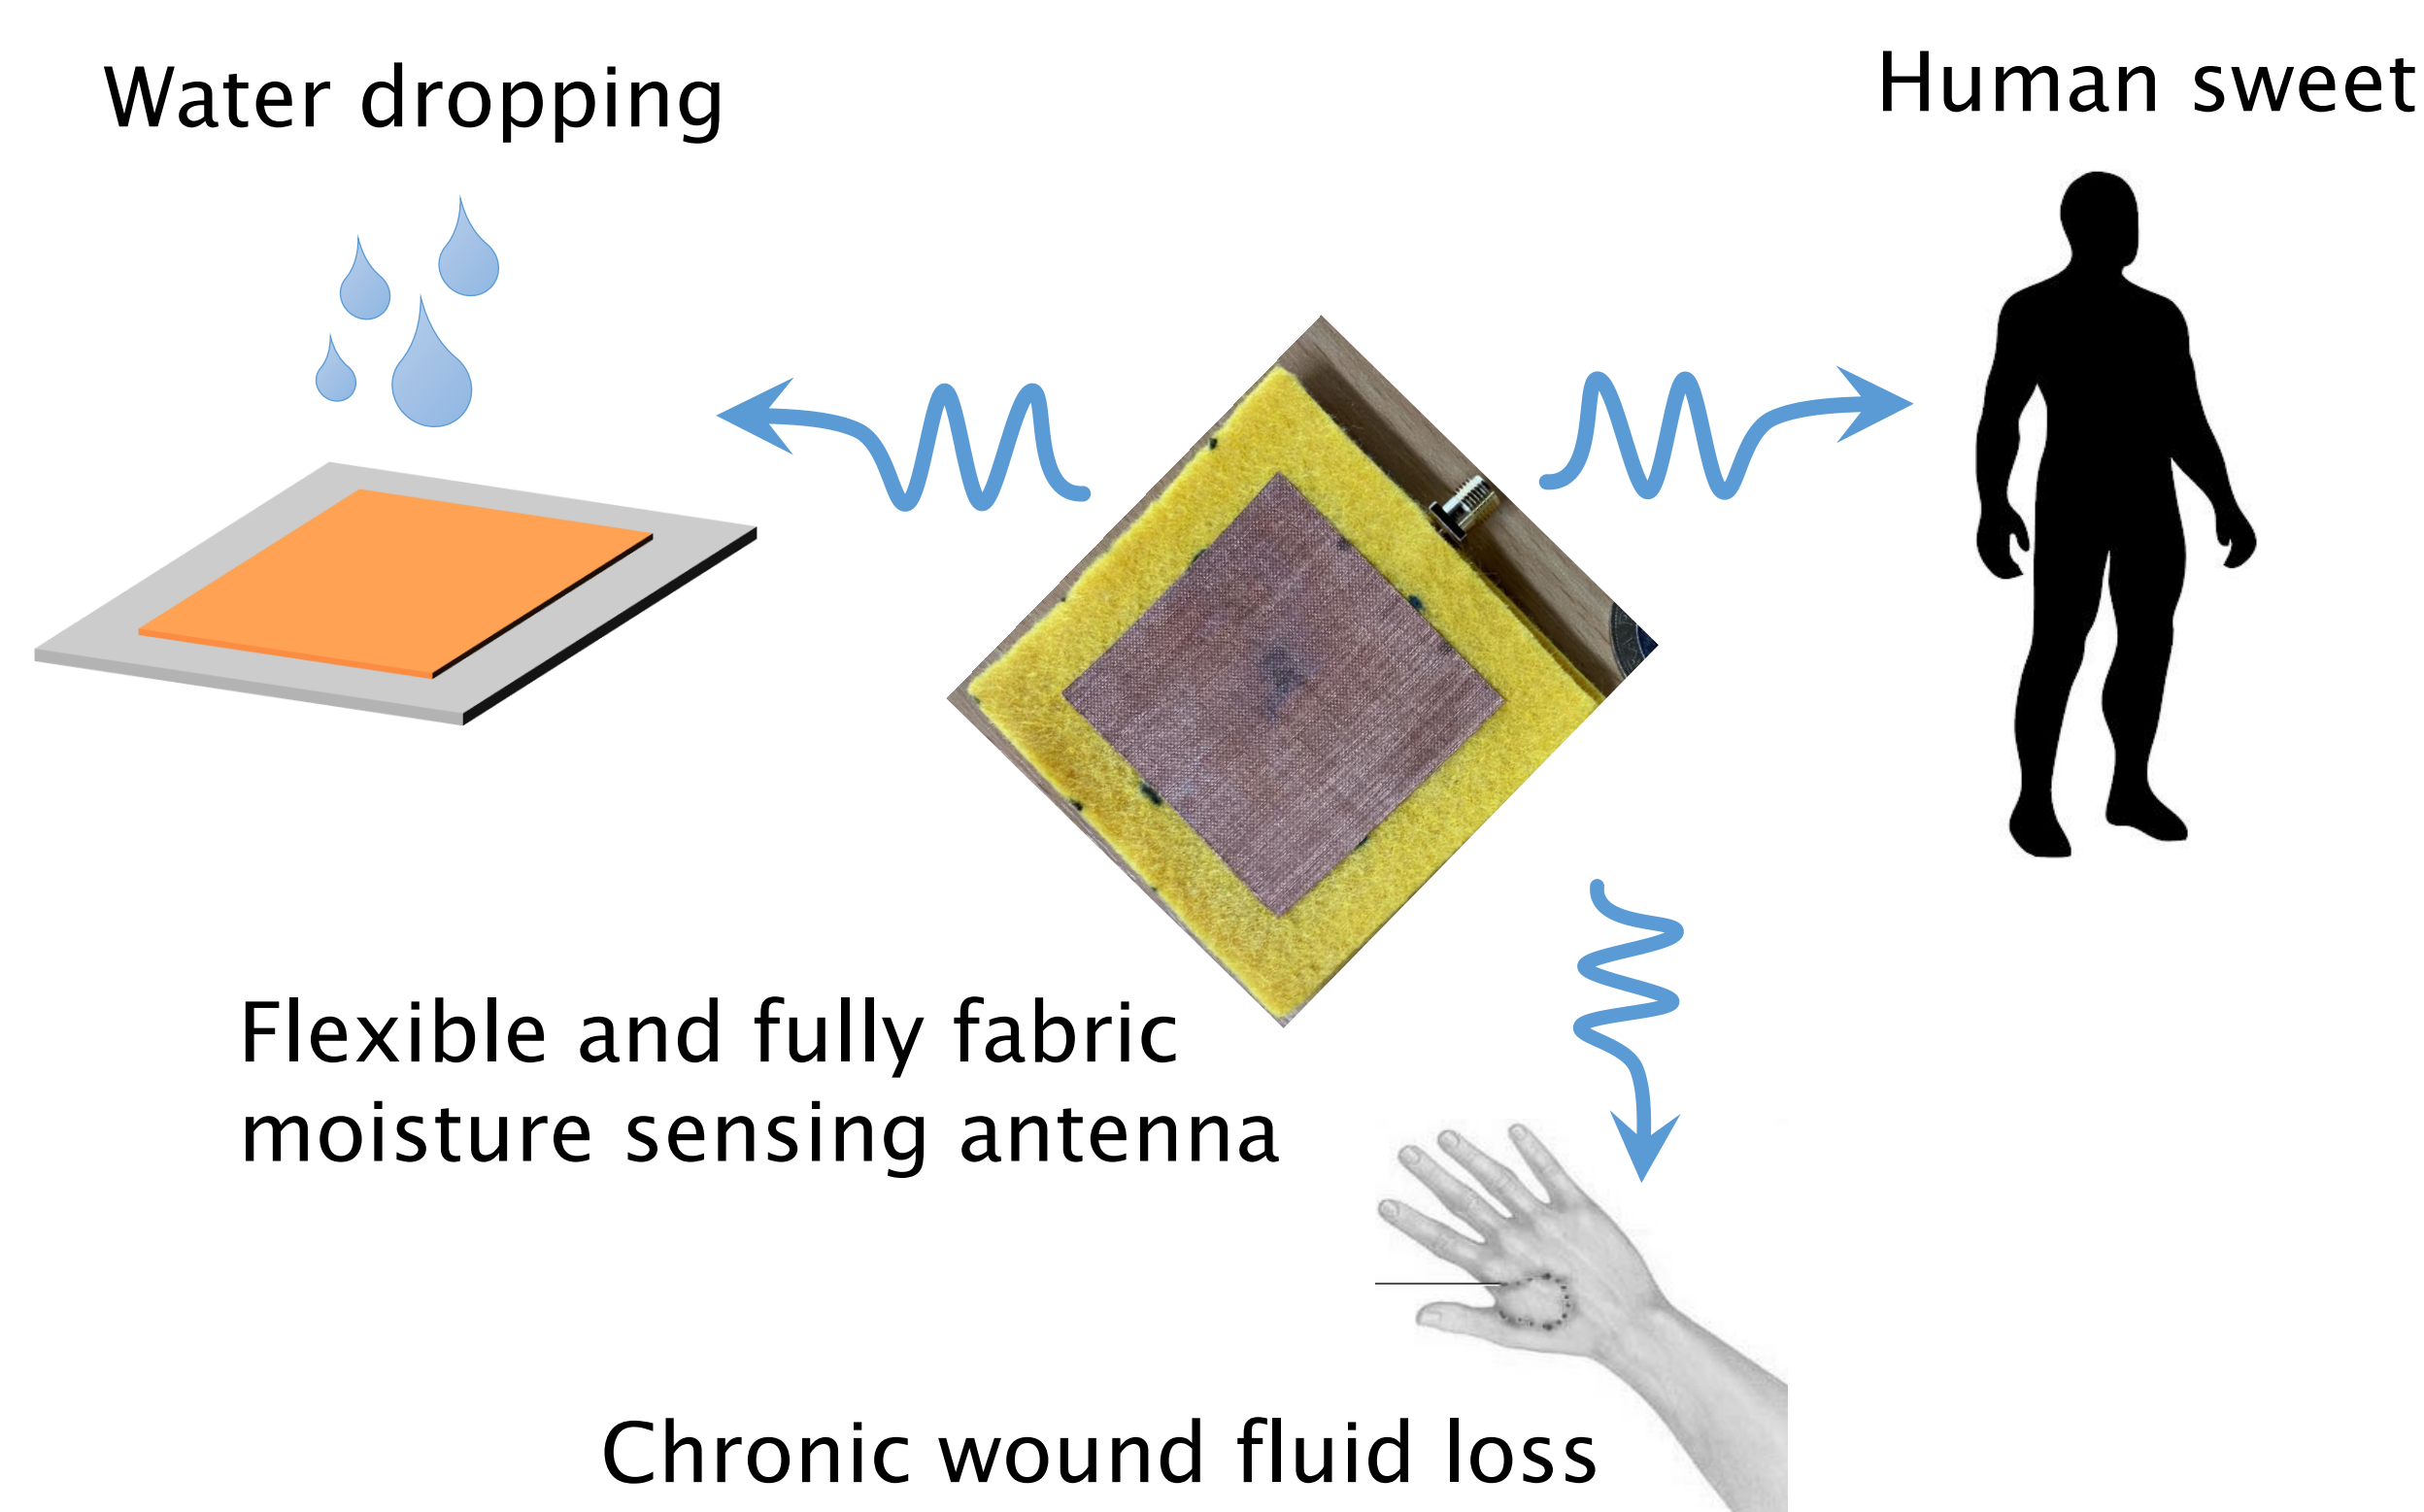 Water dropping
Human sweet
Flexible and fully fabric
moisture sensing antenna
Chronic wound fluid loss